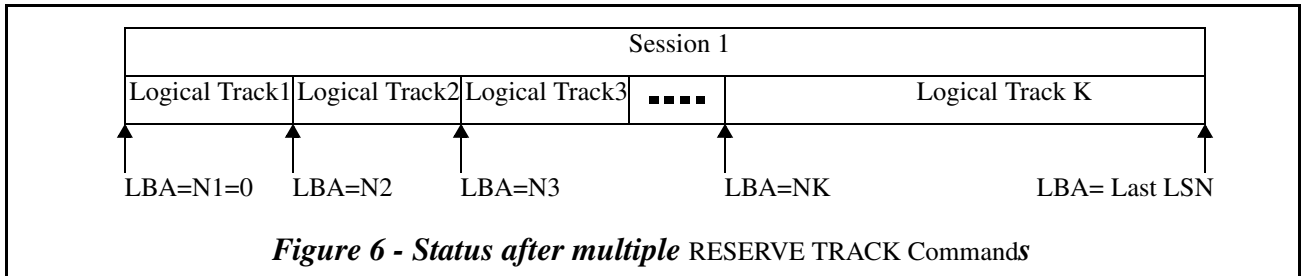 Session 1
Logical Track1 Logical Track2 Logical Track3 Logical Track K
LBA=N1=0 LBA=N2 LBA=N3 LBA=NK LBA= Last LSN
Figure 6 - Status after multiple RESERVE TRACK Commands